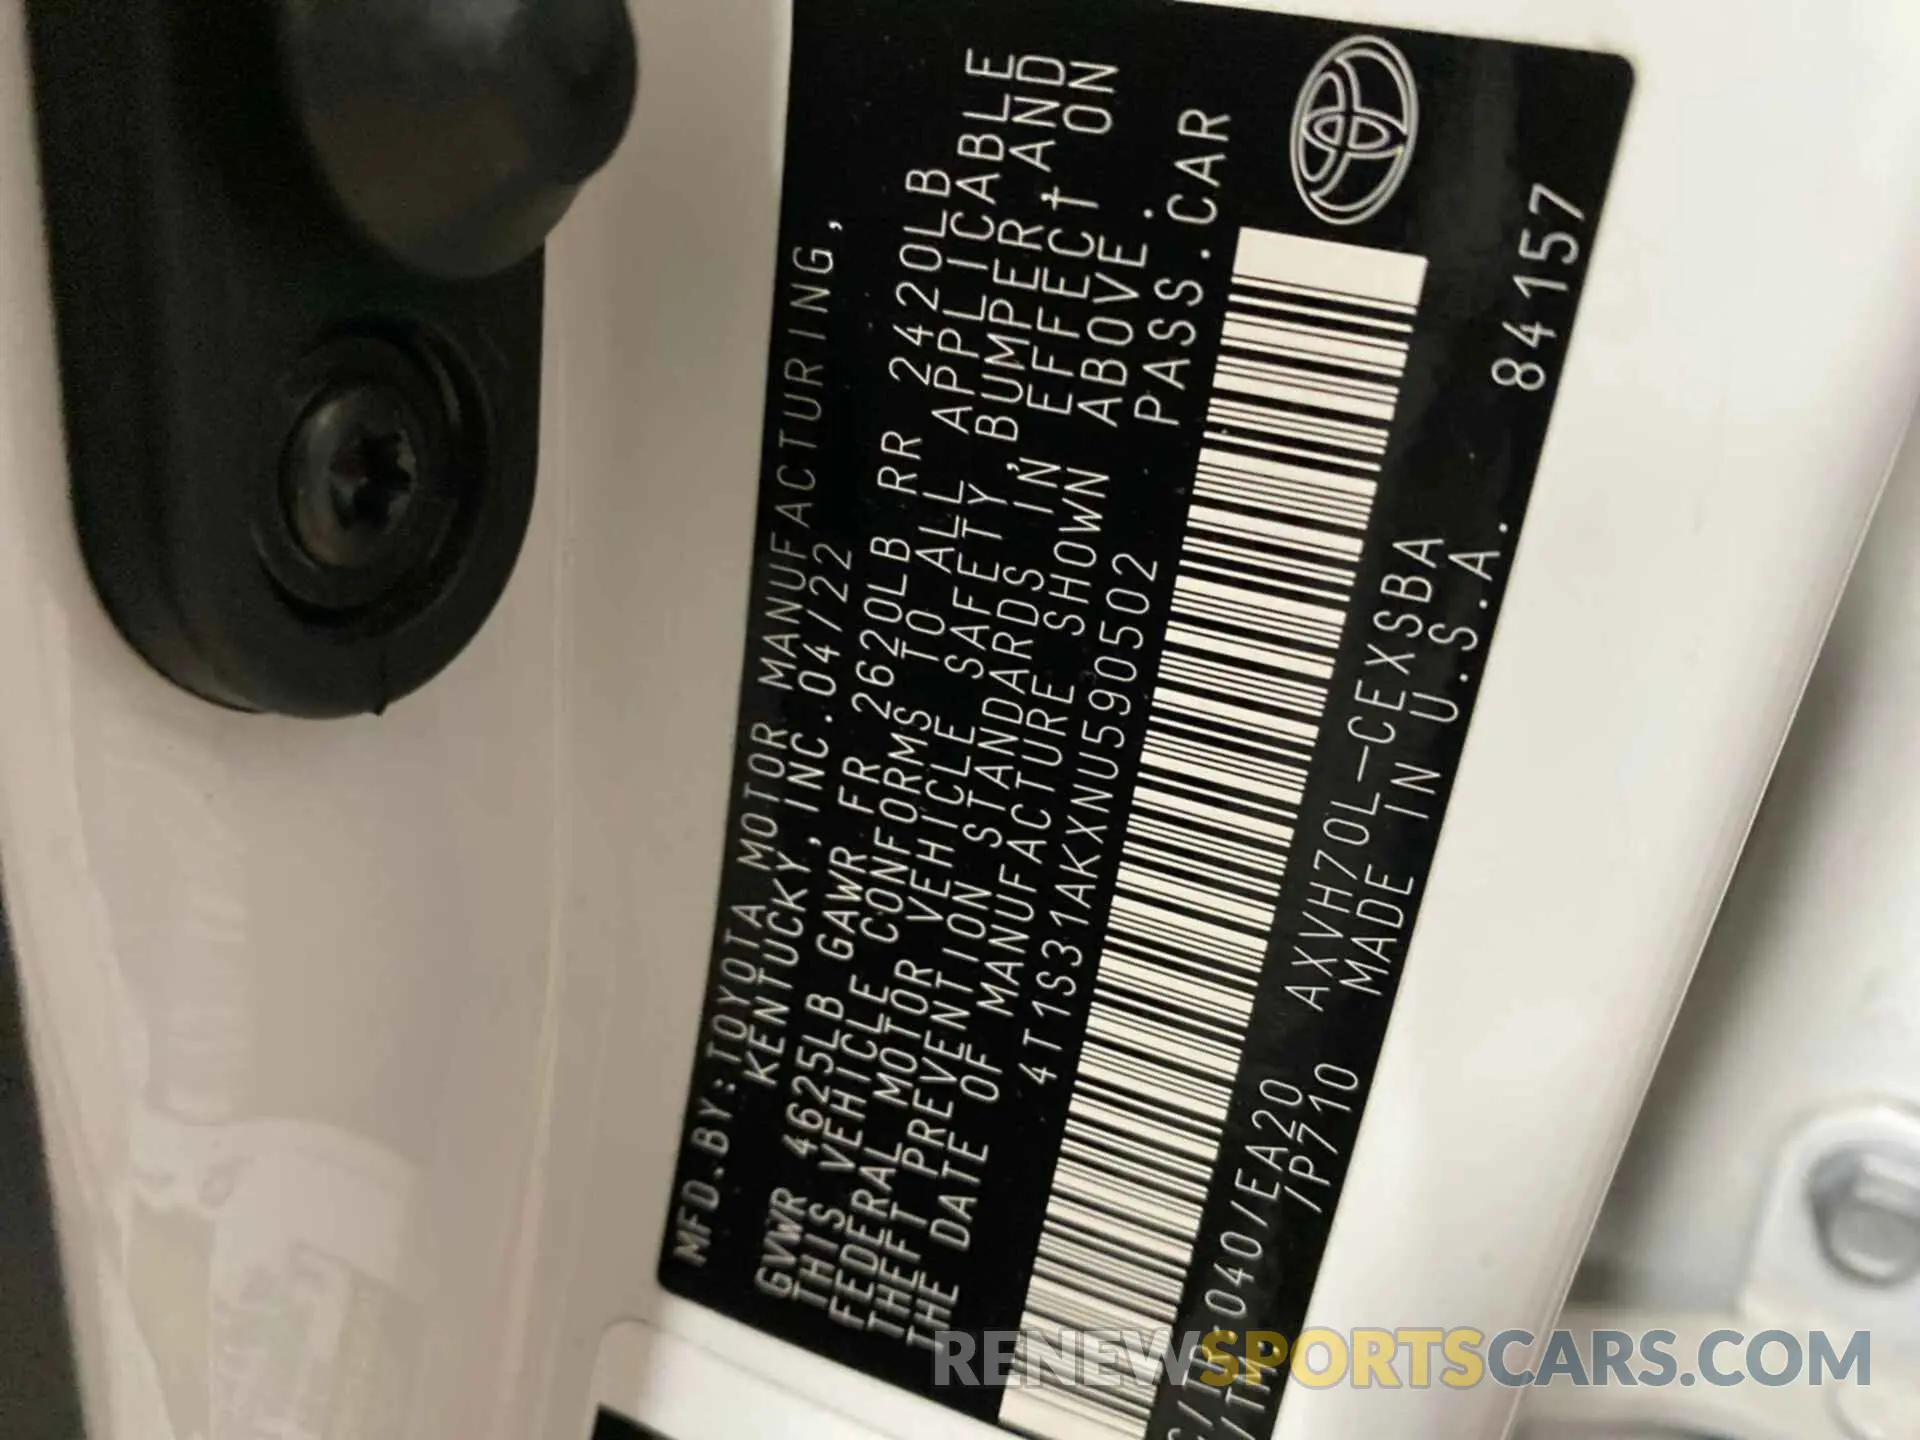 MFD.BY:TOYOTA MOTOR MANUFACTURING,
KENTUCKY,INC.04/22
GVWR 4625LB GAWR FR 2620LB RR 2420LB
THIS VEHICLE CONFORMS TO ALL APPLICABLE
FEDERAL MOTOR VEHICLE SAFETY, BUMPER, AND
THEFT PREVENTION STANDARDS IN EFFECT ON
THE DATE OF MANUFACTURE SHOWN ABOVE.
4T1S31AKXNU590502 PASS.CAR
C/TR:040/EA20 AXVH70L-CEXSBA
/TM: /P710 MADE IN U.S.A. 84157
RENEWSPORTSCARS.COM